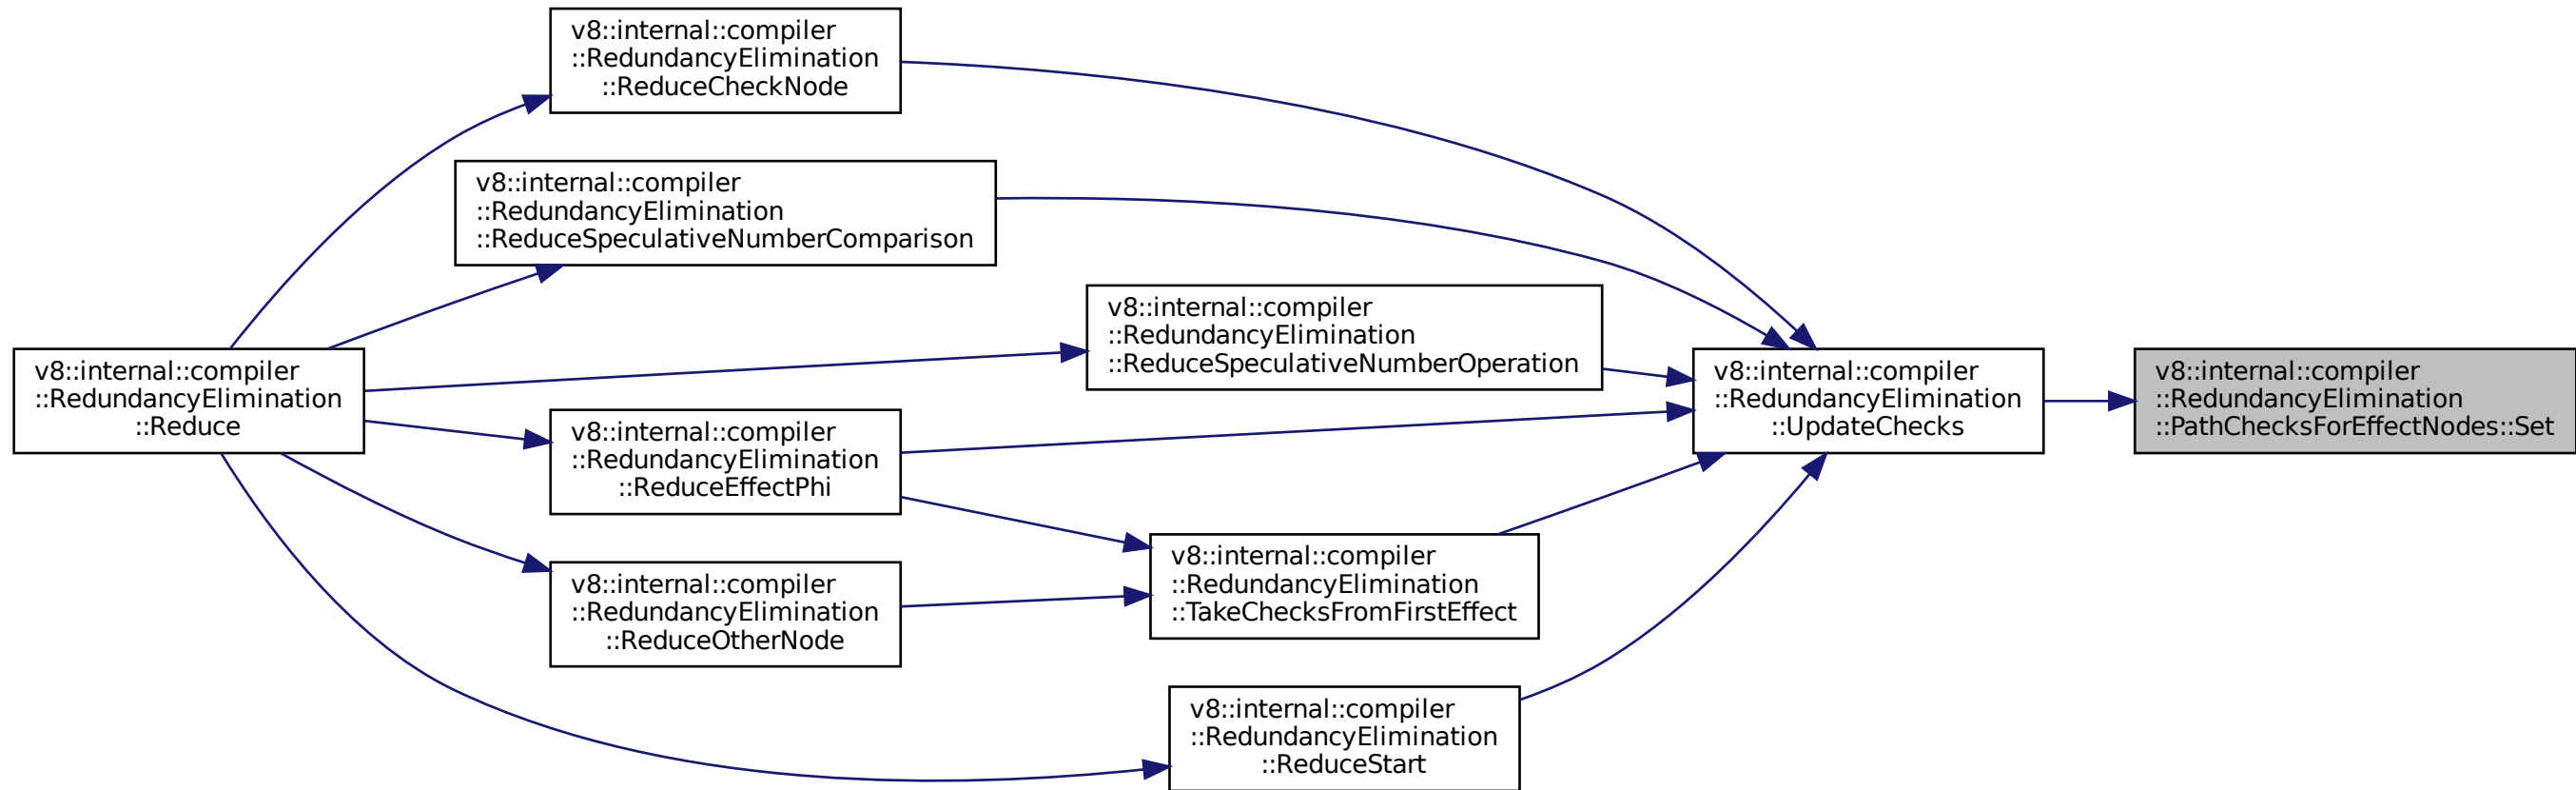 v8::internal::compiler
::RedundancyElimination
::ReduceCheckNode
v8::internal::compiler
::RedundancyElimination
::ReduceSpeculativeNumberComparison
v8::internal::compiler
::RedundancyElimination
::ReduceSpeculativeNumberOperation
v8::internal::compiler
::RedundancyElimination
::Reduce
v8::internal::compiler
::RedundancyElimination
::UpdateChecks
v8::internal::compiler
::RedundancyElimination
::PathChecksForEffectNodes::Set
v8::internal::compiler
::RedundancyElimination
::ReduceEffectPhi
v8::internal::compiler
::RedundancyElimination
::TakeChecksFromFirstEffect
v8::internal::compiler
::RedundancyElimination
::ReduceOtherNode
v8::internal::compiler
::RedundancyElimination
::ReduceStart